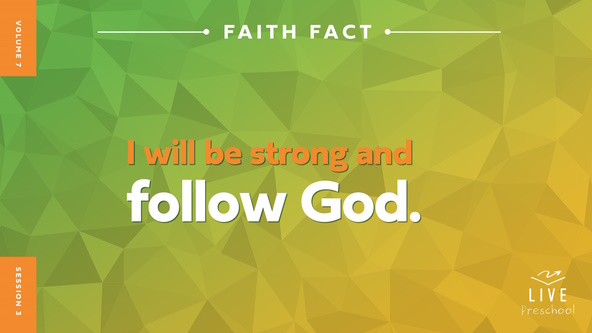 VOLUME 7
FAITH FACT
I will be strong and
follow God.
SESSION 3
LIVE
Preschool